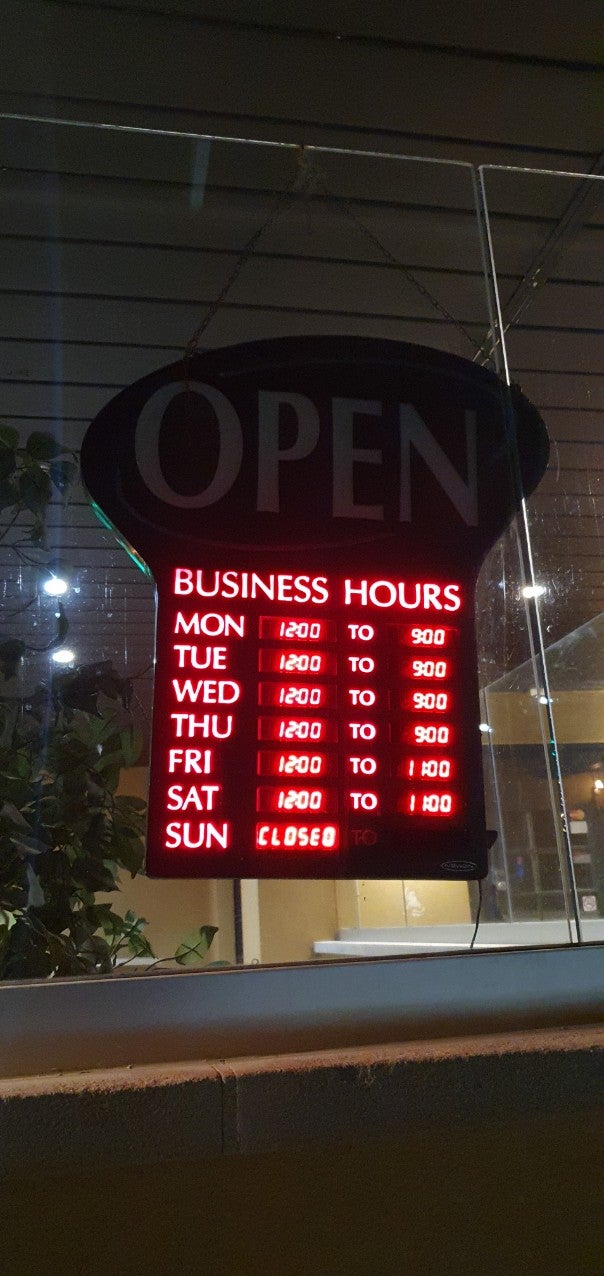 OPEN
BUSINESS HOURS
MON 12:00 TO 9:00
TUE 12:00 TO 9:00
WED 12:00 TO 9:00
THU 12:00 TO 9:00
FRI 12:00 TO 11:00
SAT 12:00 TO 11:00
SUN CLOSED TO